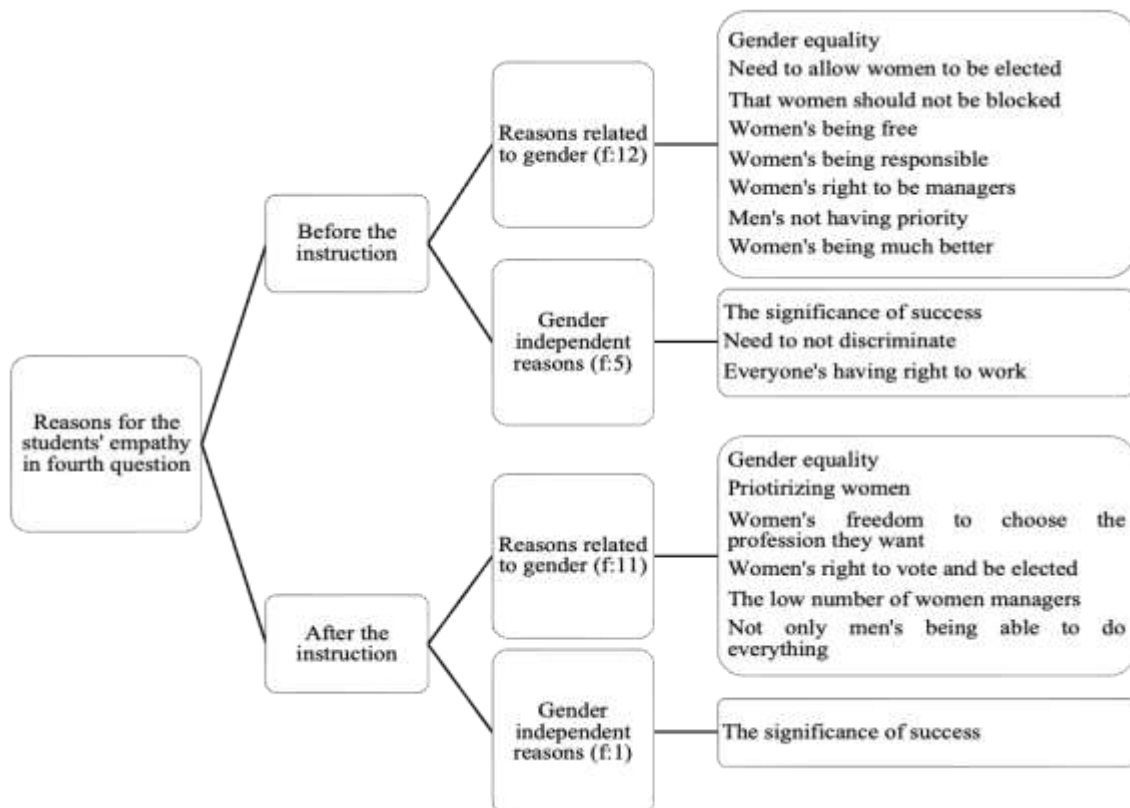 Reasons for the
students' empathy
in fourth question
Before the
instruction
Reasons related
to gender (f:12)
Gender equality
Need to allow women to be elected
That women should not be blocked
Women's being free
Women's being responsible
Women's right to be managers
Men's not having priority
Women's being much better
Gender
independent
reasons (f:5)
The significance of success
Need to not discriminate
Everyone's having right to work
After the
instruction
Reasons related
to gender (f:11)
Gender equality
Priotirizing women
Women's freedom to choose the
profession they want
Women's right to vote and be elected
The low number of women managers
Not only men's being able to do
everything
Gender
independent
reasons (f:1)
The significance of success